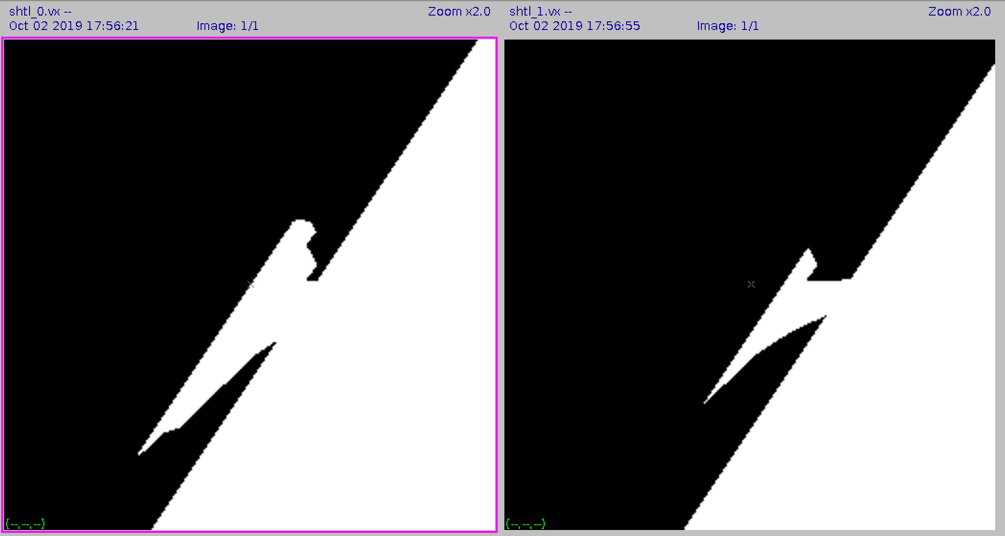 shtl_0.vx --
Oct 02 2019 17:56:21 Image: 1/1 Zoom x2.0
(--,--,--)
shtl_1.vx --
Oct 02 2019 17:56:55 Image: 1/1 Zoom x2.0
(--,--,--)